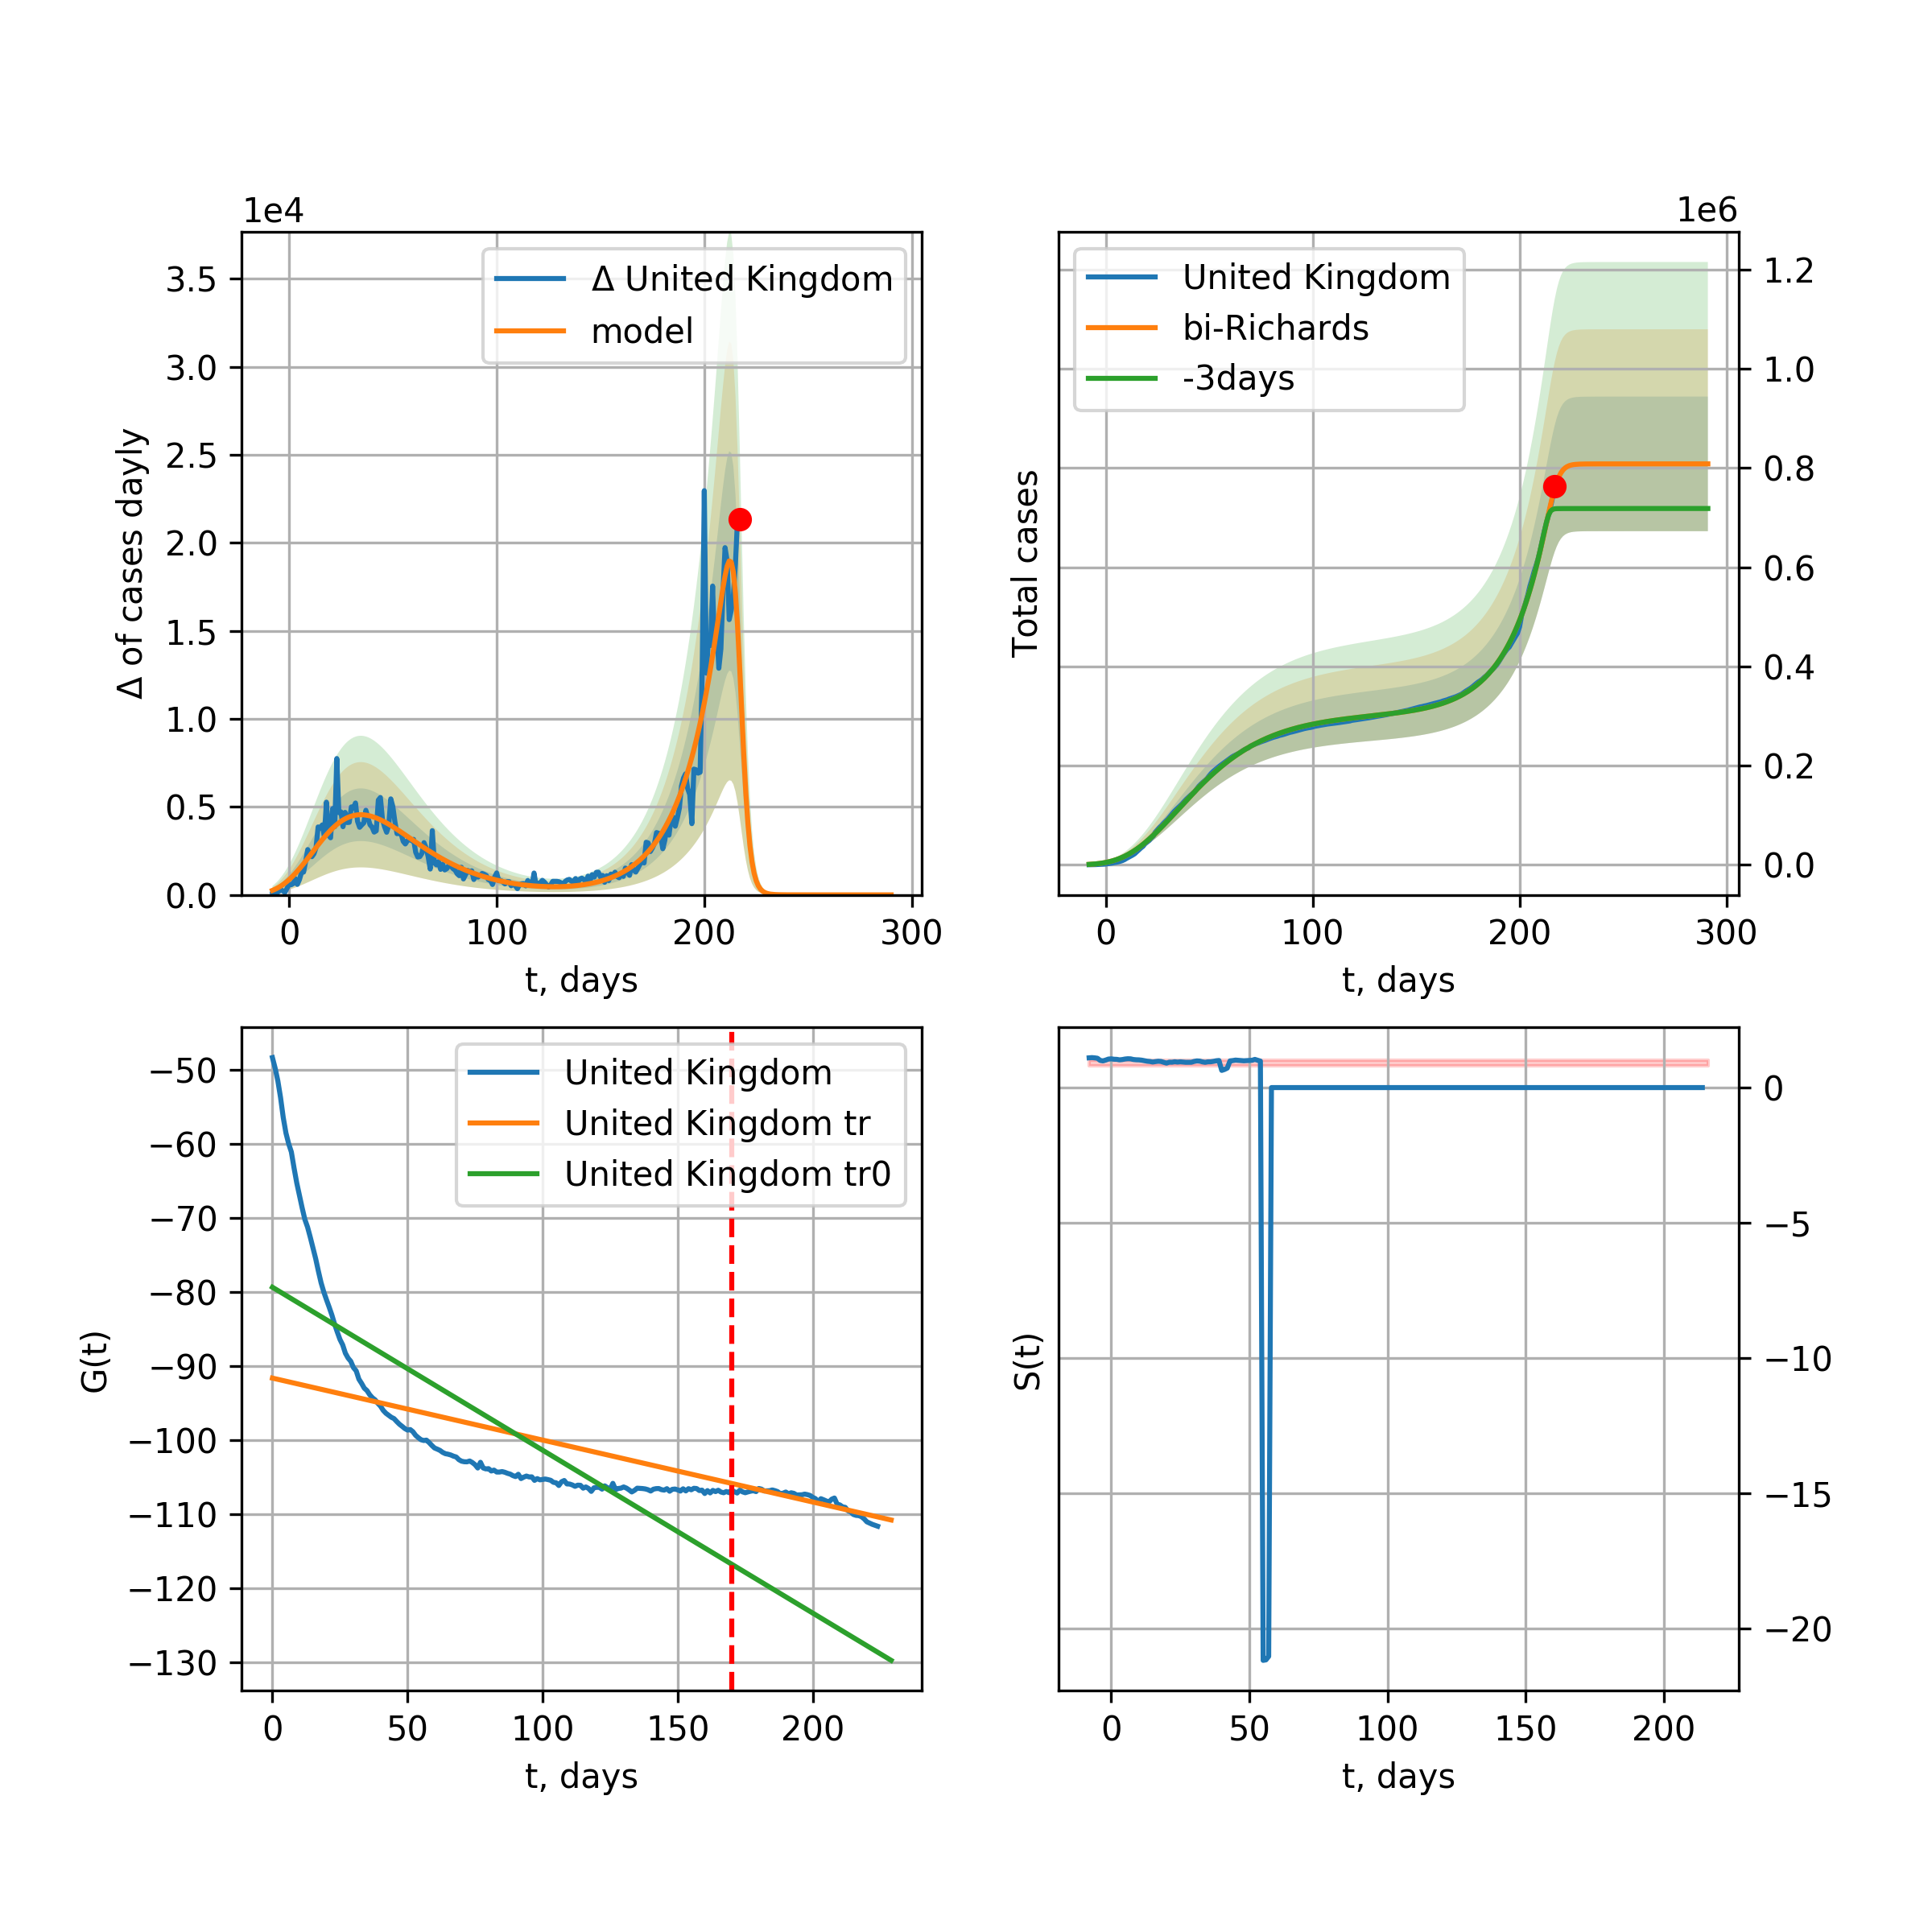 1e4
Δ United Kingdom
model
3.5
3.0
2.5
2.0
1.5
1.0
0.5
0.0
Δ of cases dayly
0 100 200 300
t, days
1e6
United Kingdom
bi-Richards
-3days
1.2
1.0
0.8
0.6
0.4
0.2
0.0
Total cases
0 100 200 300
t, days
United Kingdom
United Kingdom tr
United Kingdom tr0
−50
−60
−70
−80
−90
−100
−110
−120
−130
G(t)
0 50 100 150 200
t, days
0
−5
−10
−15
−20
S(t)
0 50 100 150 200
t, days